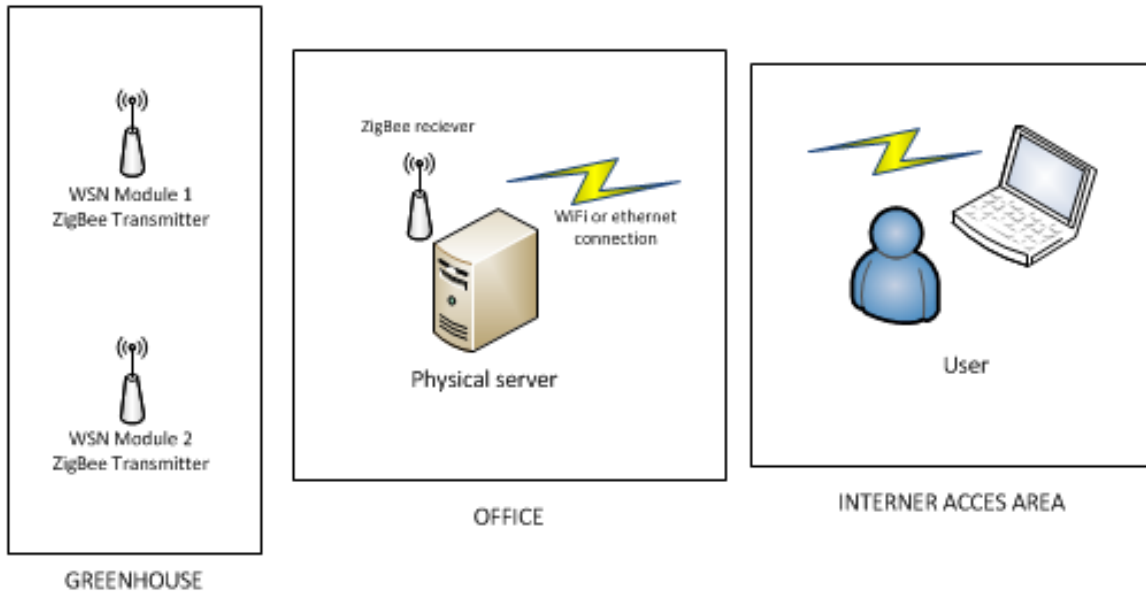 WSN Module 1
ZigBee Transmitter
WSN Module 2
ZigBee Transmitter
GREENHOUSE
ZigBee reciever
WiFi or ethernet
connection
Physical server
OFFICE
User
INTERNER ACCES AREA